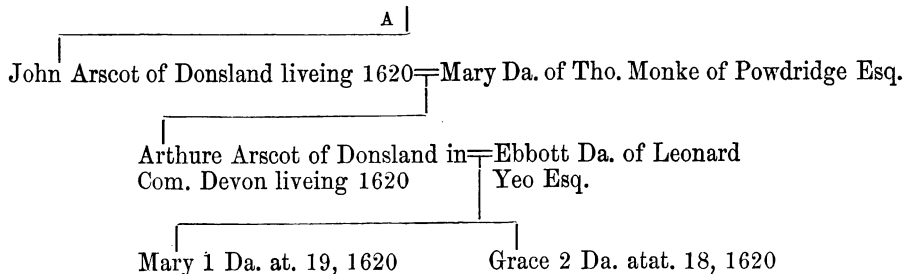 A
John Arscot of Donsland liveing 1620=Mary Da. of Tho. Monke of Powdridge Esq.
Arthure Arscot of Donsland in=Ebbott Da. of Leonard
Com. Devon liveing 1620 Yeo Esq.
Mary 1 Da. at. 19, 1620 Grace 2 Da. atat. 18, 1620